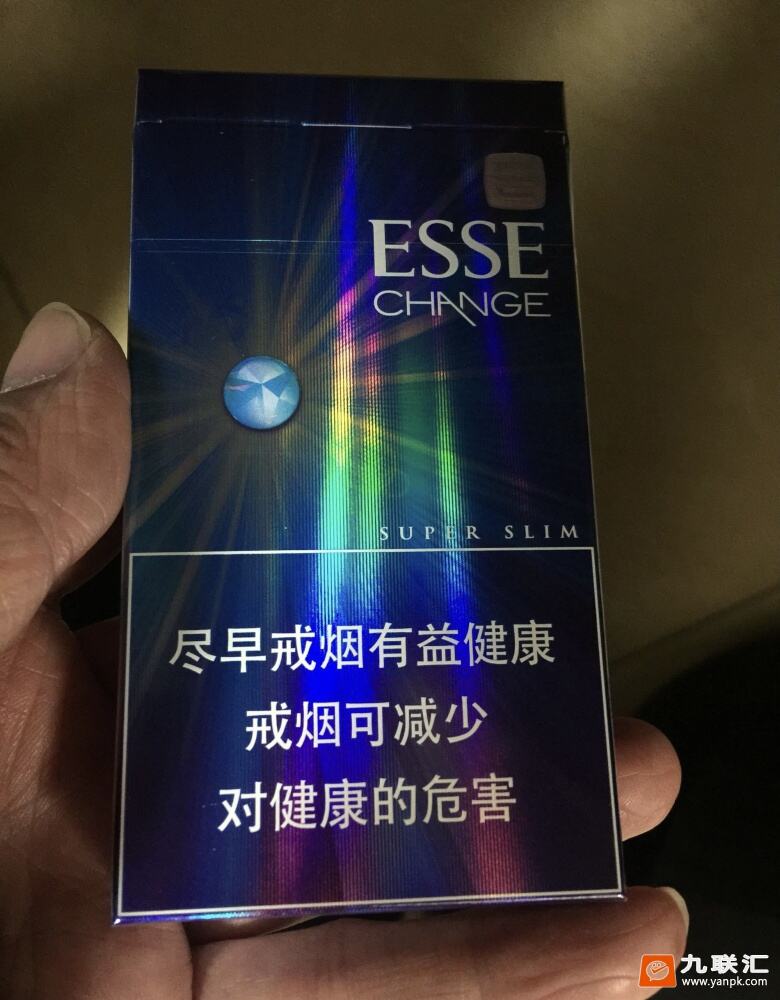 ESSE
CHANGE
SUPER SLIM
尽早戒烟有益健康
戒烟可减少
对健康的危害
九联汇
www.yanpk.com